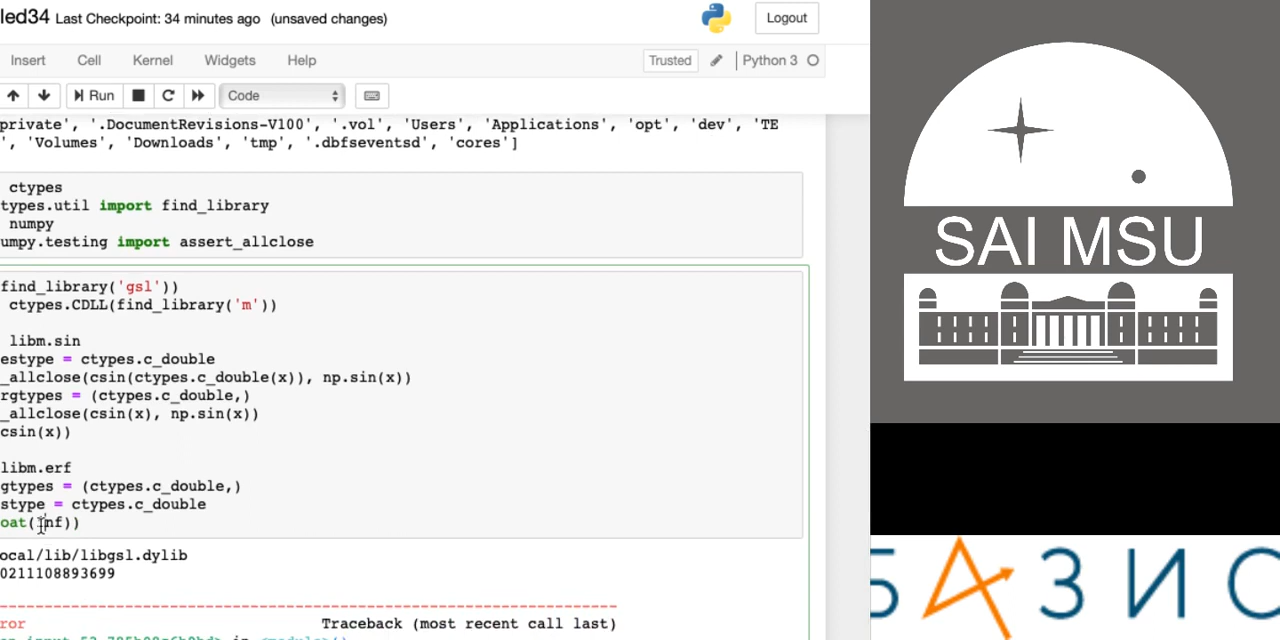 led34 Last Checkpoint: 34 minutes ago (unsaved changes)
Logout
Insert Cell Kernel Widgets Help
Trusted Python 3
Run Code
private', '.DocumentRevisions-V100', '.vol', 'Users', 'Applications', 'opt', 'dev', 'TE
', 'Volumes', 'Downloads', 'tmp', '.dbfseventsd', 'cores']
ctypes
types.util import find_library
numpy
umpy.testing import assert_allclose
find_library('gsl'))
ctypes.CDLL(find_library('m'))
libm.sin
estype = ctypes.c_double
_allclose(csin(ctypes.c_double(x)), np.sin(x))
rgtypes = (ctypes.c_double,)
_allclose(csin(x), np.sin(x))
csin(x))
libm.erf
gtypes = (ctypes.c_double,)
stype = ctypes.c_double
oat(inf))
ocal/lib/libgsl.dylib
0211108893699
ror Traceback (most recent call last)
SAI MSU
БАЗИС